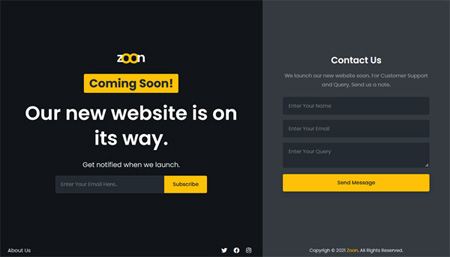 zoon
Coming Soon!
Our new website is on
its way.
Get notified when we launch.
Enter Your Email Here..
Subscribe
About Us
Contact Us
We launch our new website soon. For Customer Support
and Query, Send us a note.
Enter Your Name
Enter Your Email
Enter Your Query
Send Message
Copyrigh © 2021 Zoon. All Rights Reserved.